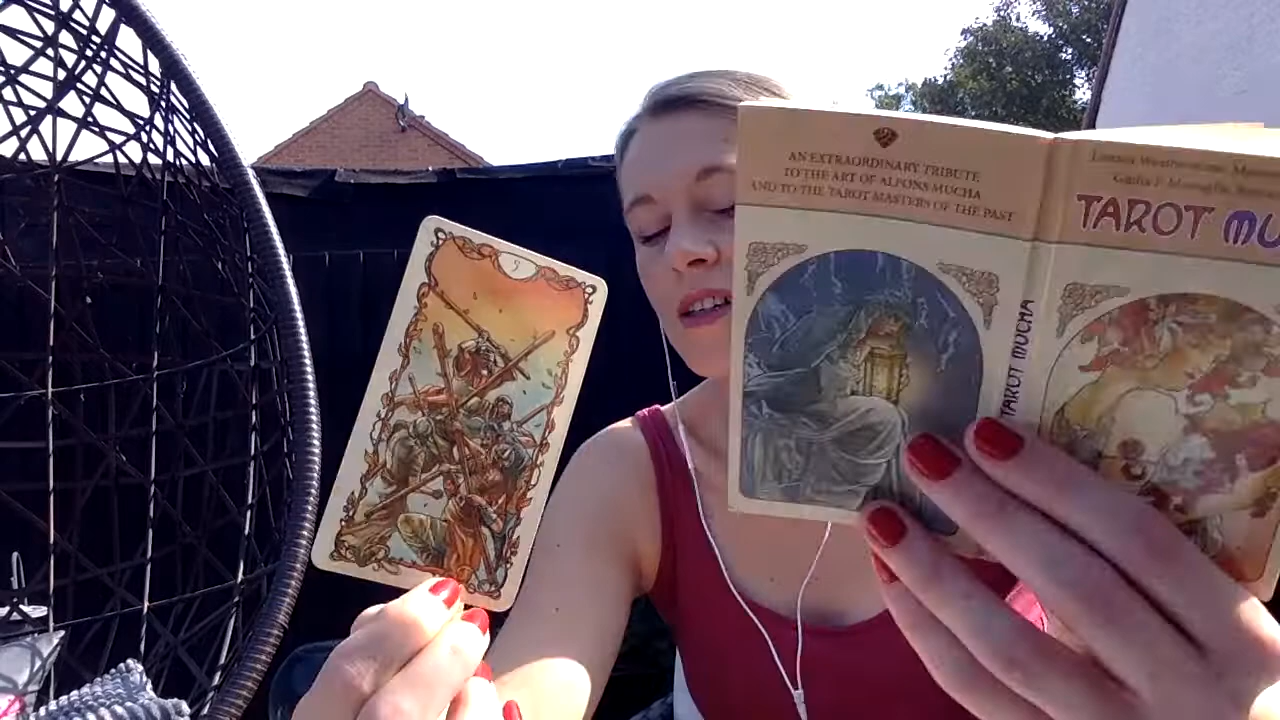 5
AN EXTRAORDINARY TRIBUTE
TO THE ART OF ALFONS MUCHA
AND TO THE TAROT MASTERS OF THE PAST
TAROT MUCHA
TAROT MU